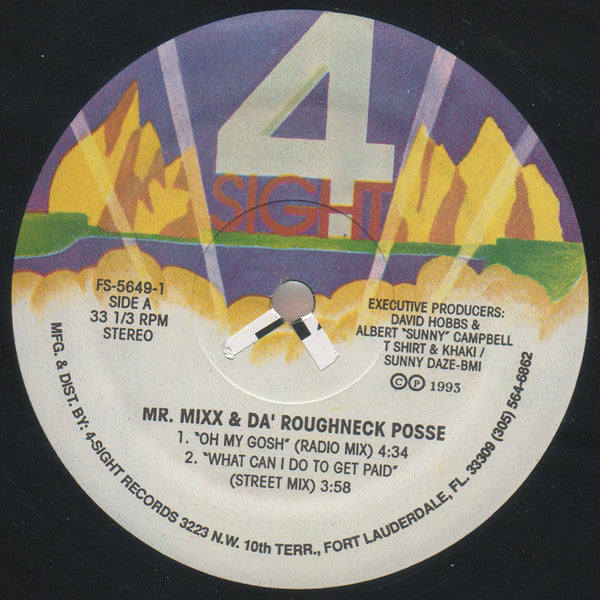 4
SIGHT
FS-5649-1
SIDE A
33 1/3 RPM
STEREO
EXECUTIVE PRODUCERS:
DAVID HOBBS &
ALBERT "SUNNY" CAMPBELL
T SHIRT & KHAKI /
SUNNY DAZE-BMI
© ℗ 1993
MR. MIXX & DA' ROUGHNECK POSSE
1. "OH MY GOSH" (RADIO MIX) 4:34
2. "WHAT CAN I DO TO GET PAID"
(STREET MIX) 3:58
MFG. & DIST. BY: 4-SIGHT RECORDS 3223 N.W. 10th TERR., FORT LAUDERDALE, FL. 33309 (305) 564-6862